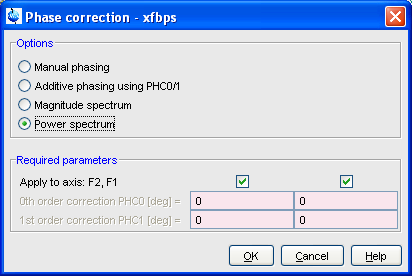 Phase correction - xfbps
Options
Manual phasing
Additive phasing using PHC0/1
Magnitude spectrum
Power spectrum
Required parameters
Apply to axis: F2, F1
0th order correction PHC0 [deg] = 0 0
1st order correction PHC1 [deg] = 0 0
OK Cancel Help